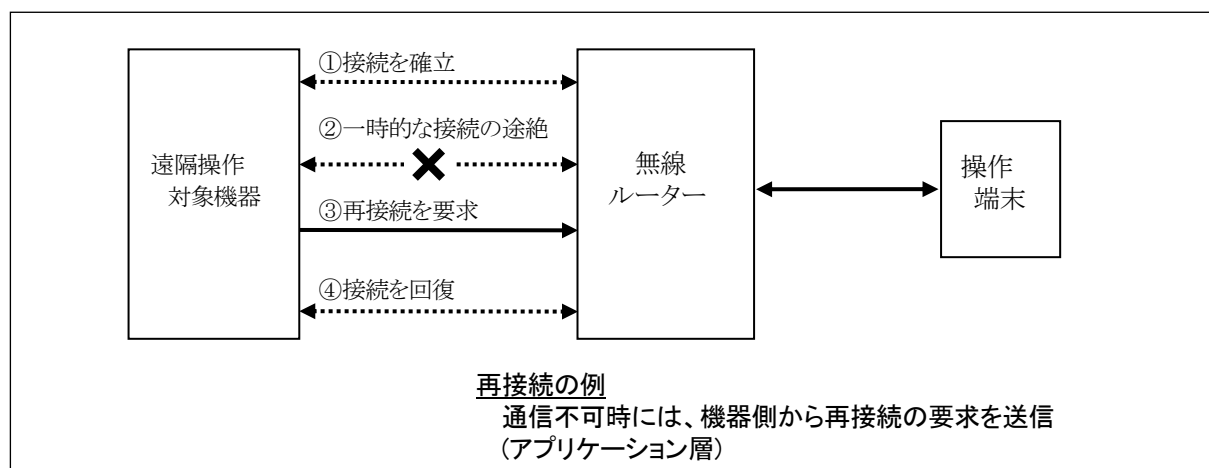 ①接続を確立
②一時的な接続の途絶
遠隔操作
対象機器
③再接続を要求
④接続を回復
無線
ルーター
操作
端末
再接続の例
通信不可時には、機器側から再接続の要求を送信
(アプリケーション層)